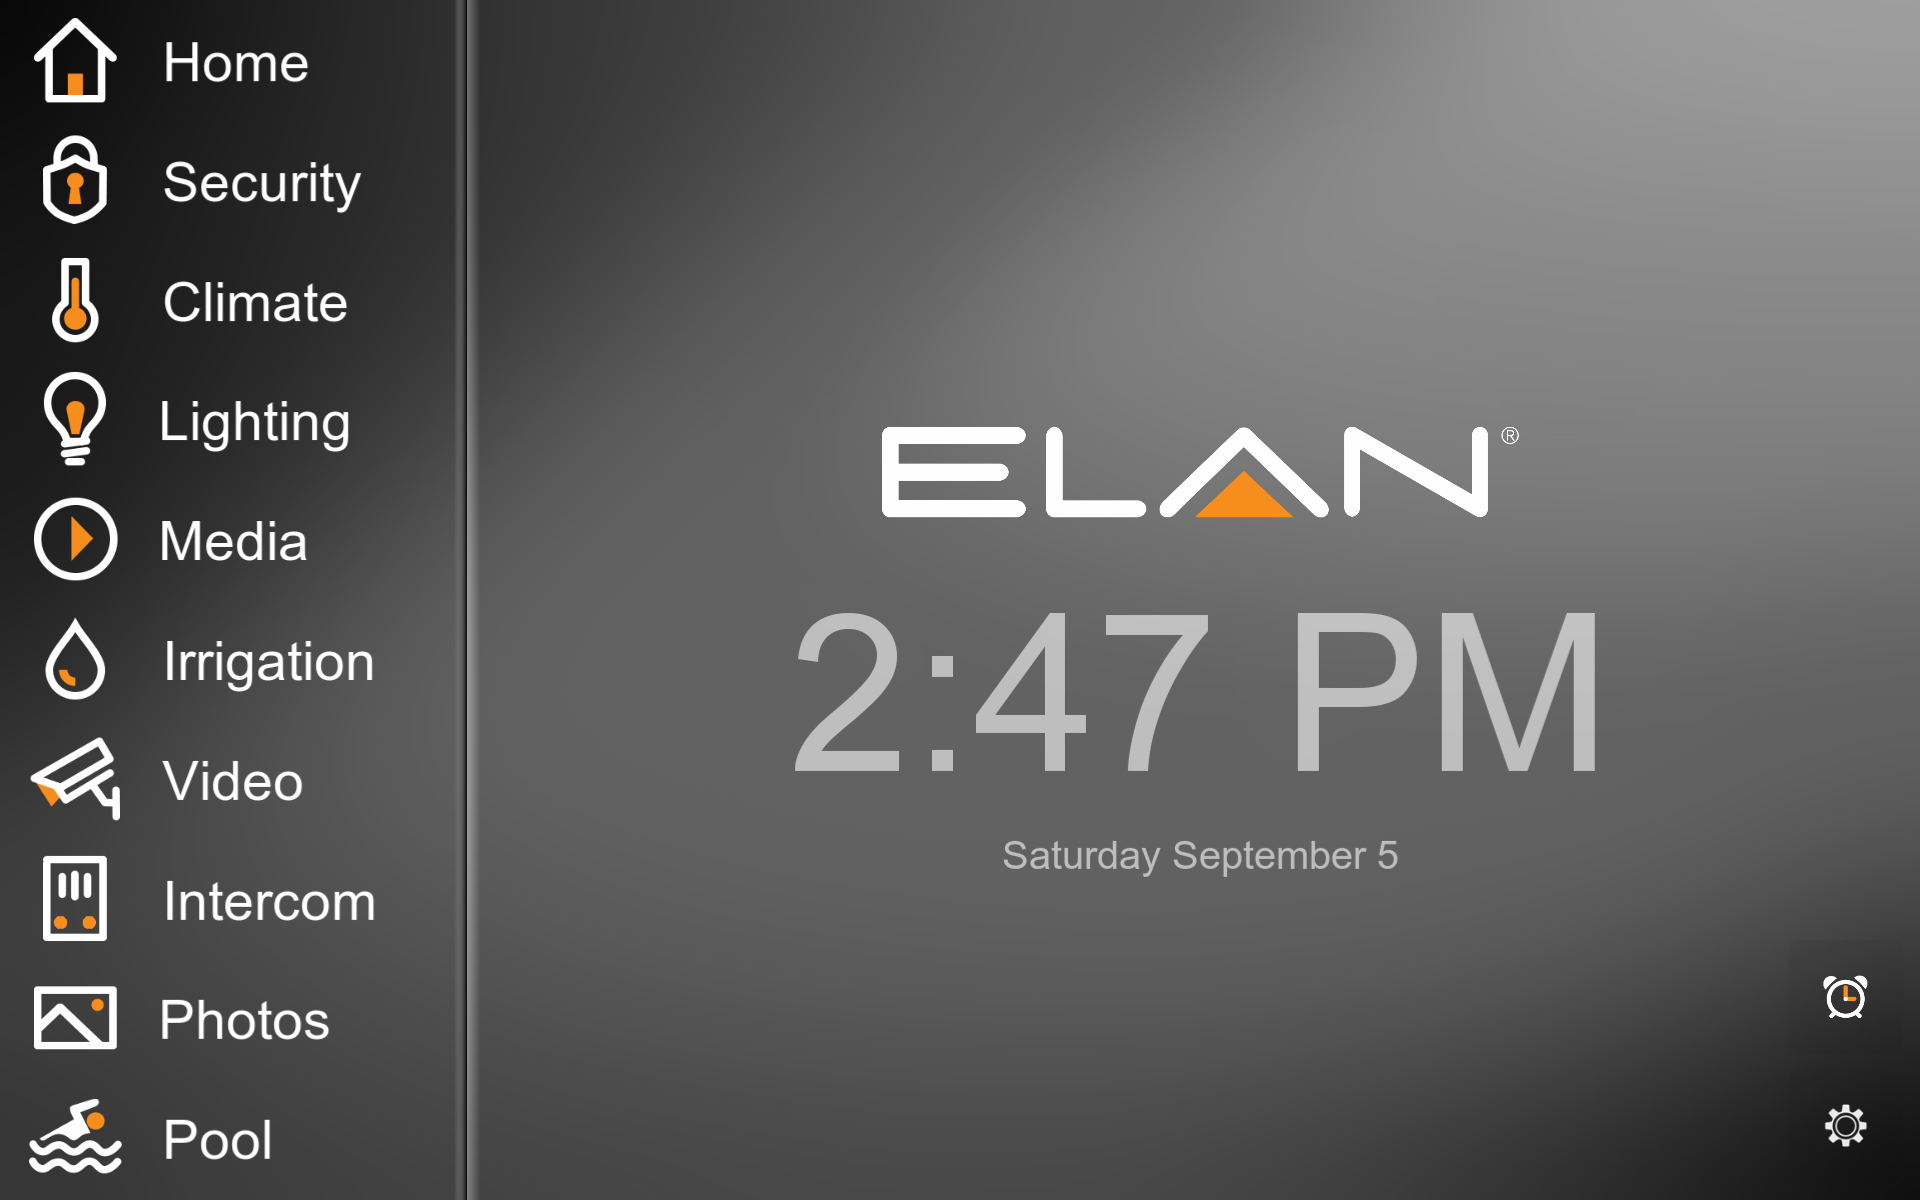 Home
Security
Climate
Lighting
Media
Irrigation
Video
Intercom
Photos
Pool
ELAN®
2:47 PM
Saturday September 5